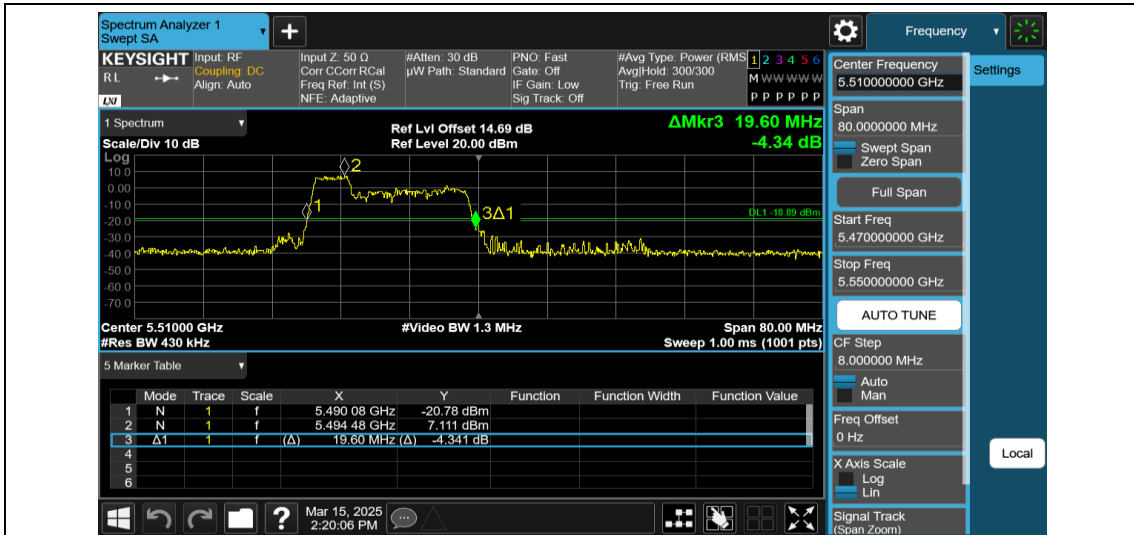 Spectrum Analyzer 1
Swept SA
Frequency
KEYSIGHT
R L
LXI
Input: RF
Coupling: DC
Align: Auto
Input Z: 50 Ω
Corr CCorr RCal
Freq Ref: Int (S)
NFE: Adaptive
#Atten: 30 dB
µW Path: Standard
PNO: Fast
Gate: Off
IF Gain: Low
Sig Track: Off
#Avg Type: Power (RMS
Avg|Hold: 300/300
Trig: Free Run
1 2 3 4 5 6
M W W W W W
P P P P P P
1 Spectrum
Scale/Div 10 dB
Ref Lvl Offset 14.69 dB
Ref Level 20.00 dBm
ΔMkr3 19.60 MHz
-4.34 dB
Log
10.0
0.00
-10.0
-20.0
-30.0
-40.0
-50.0
-60.0
-70.0
1
2
3Δ1
DL1 -18.89 dBm
Center 5.51000 GHz
#Video BW 1.3 MHz
Span 80.00 MHz
#Res BW 430 kHz
Sweep 1.00 ms (1001 pts)
5 Marker Table
Mode Trace Scale X Y Function Function Width Function Value
1 N 1 f 5.490 08 GHz -20.78 dBm
2 N 1 f 5.494 48 GHz 7.111 dBm
3 Δ1 1 f (Δ) 19.60 MHz (Δ) -4.341 dB
4
5
6
?
Mar 15, 2025
2:20:06 PM
Center Frequency
5.510000000 GHz
Settings
Span
80.0000000 MHz
Swept Span
Zero Span
Full Span
Start Freq
5.470000000 GHz
Stop Freq
5.550000000 GHz
AUTO TUNE
CF Step
8.000000 MHz
Auto
Man
Freq Offset
0 Hz
Local
X Axis Scale
Log
Lin
Signal Track
(Span Zoom)